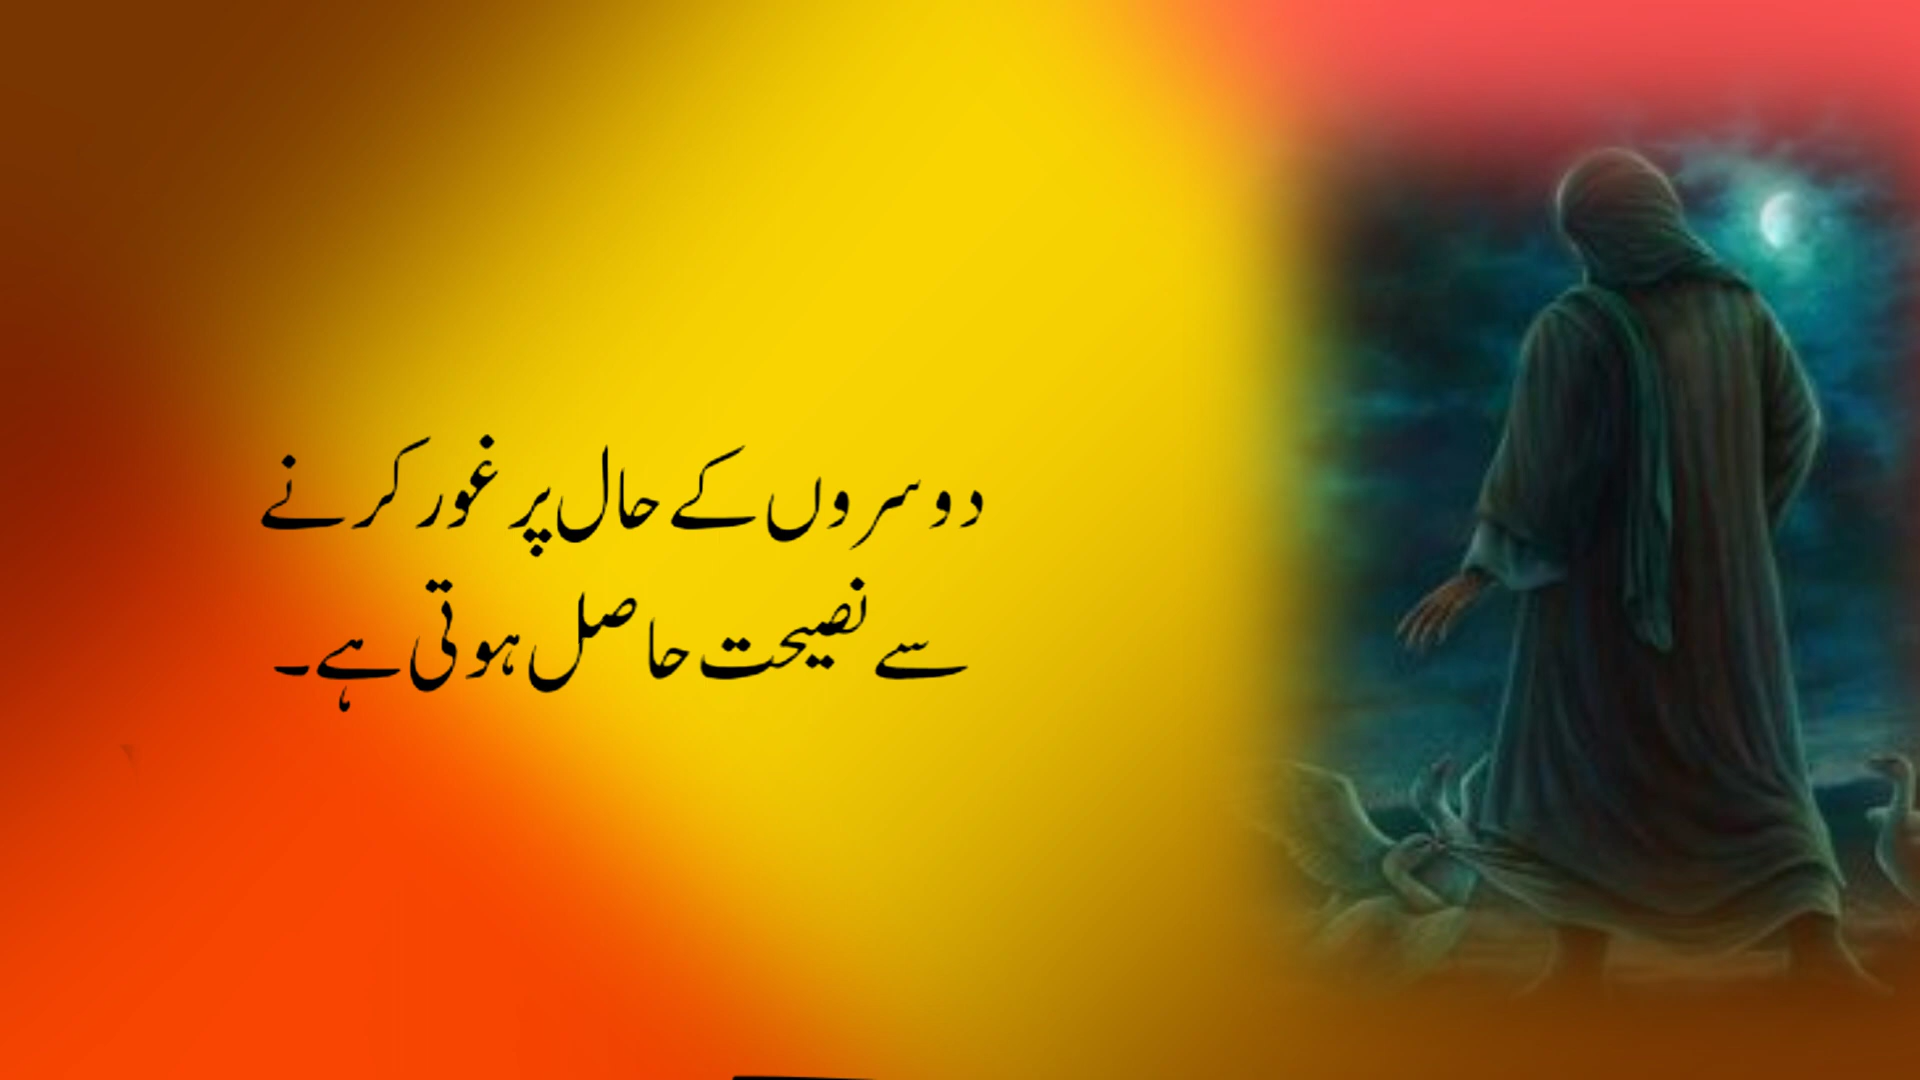 دوسروں کے حال پر غور کرنے
سے نصیحت حاصل ہوتی ہے۔